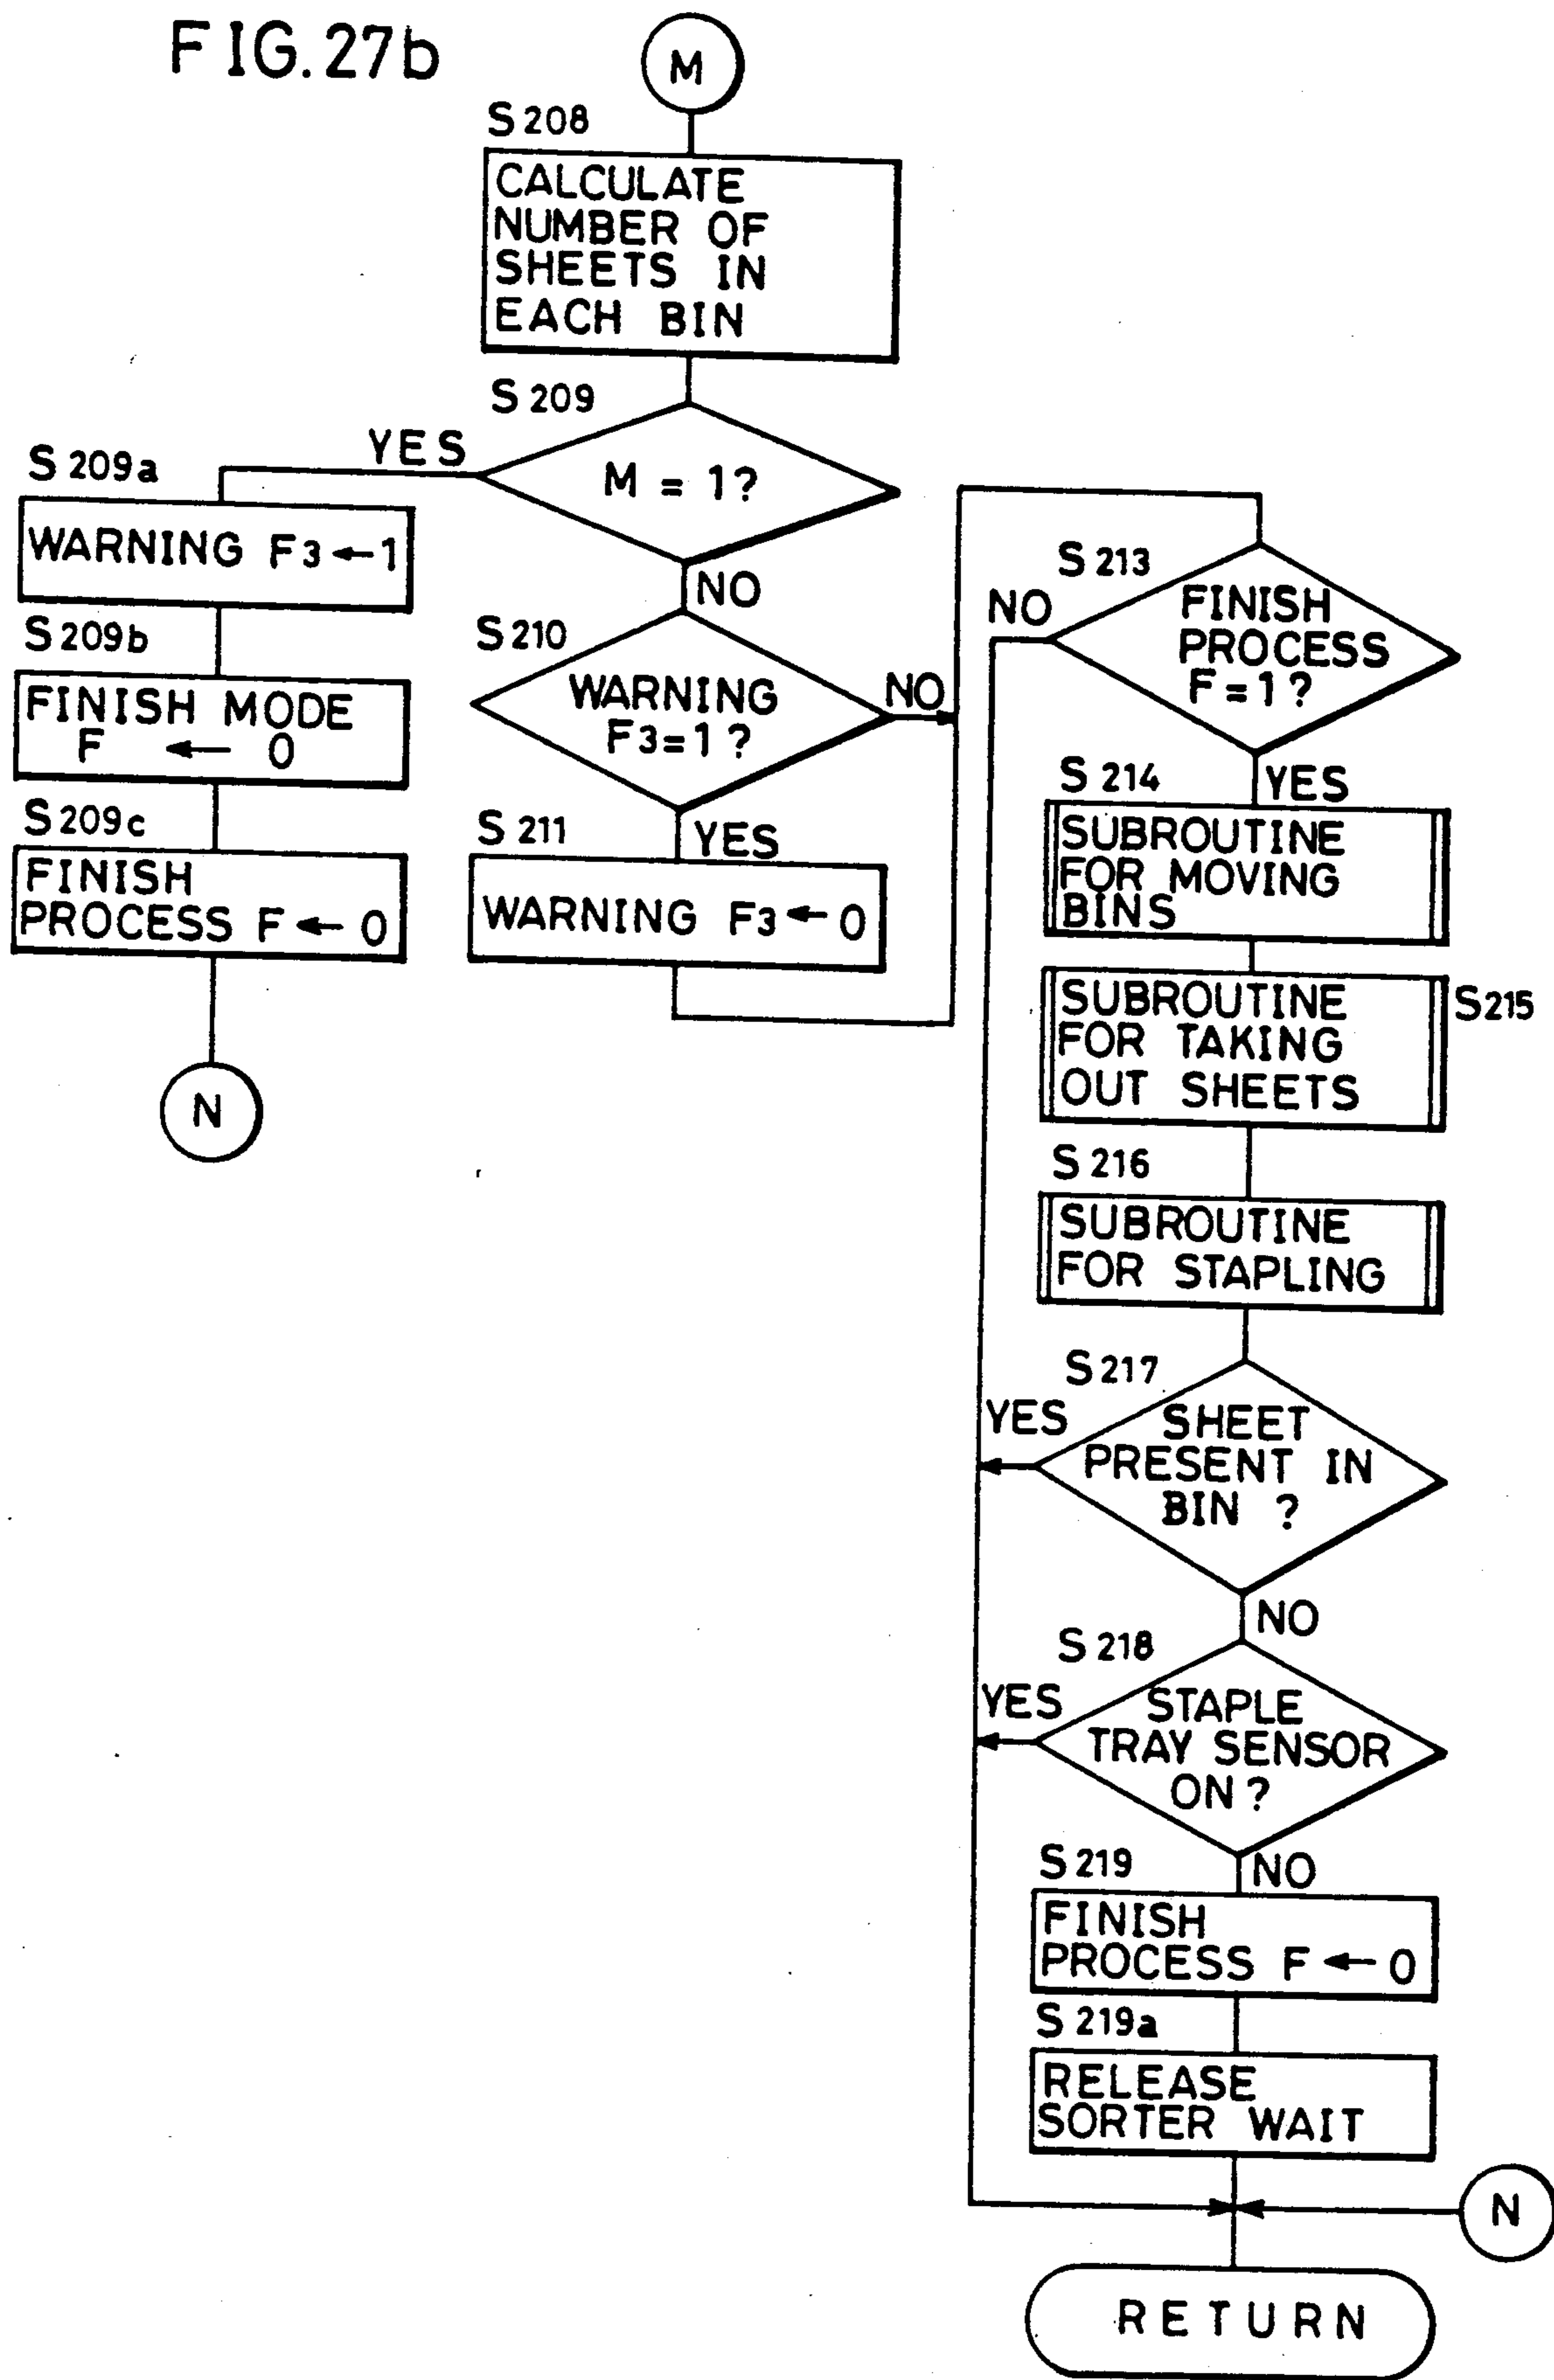 FIG.27b
M
S208
CALCULATE
NUMBER OF
SHEETS IN
EACH BIN
S209
M = 1?
YES
NO
S209a
WARNING F3←1
S209b
FINISH MODE
F ← 0
S209c
FINISH
PROCESS F ← 0
N
S210
WARNING
F3=1?
NO
YES
S211
WARNING F3←0
S213
FINISH
PROCESS
F=1?
NO
YES
S214
SUBROUTINE
FOR MOVING
BINS
SUBROUTINE
FOR TAKING
OUT SHEETS
S215
S216
SUBROUTINE
FOR STAPLING
S217
YES
SHEET
PRESENT IN
BIN ?
NO
S218
YES
STAPLE
TRAY SENSOR
ON?
NO
S219
FINISH
PROCESS F ← 0
S219a
RELEASE
SORTER WAIT
N
RETURN